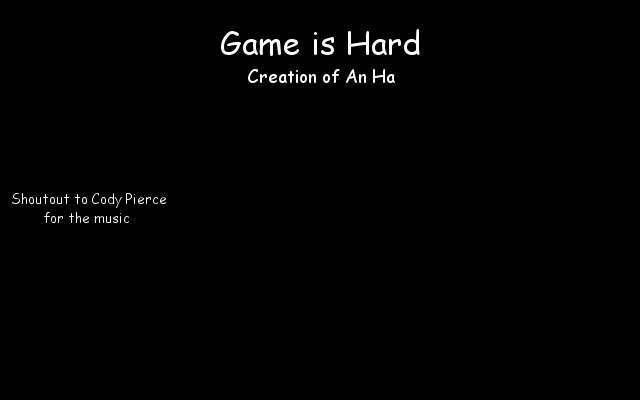 Game is Hard
Creation of An Ha
Shoutout to Cody Pierce
for the music